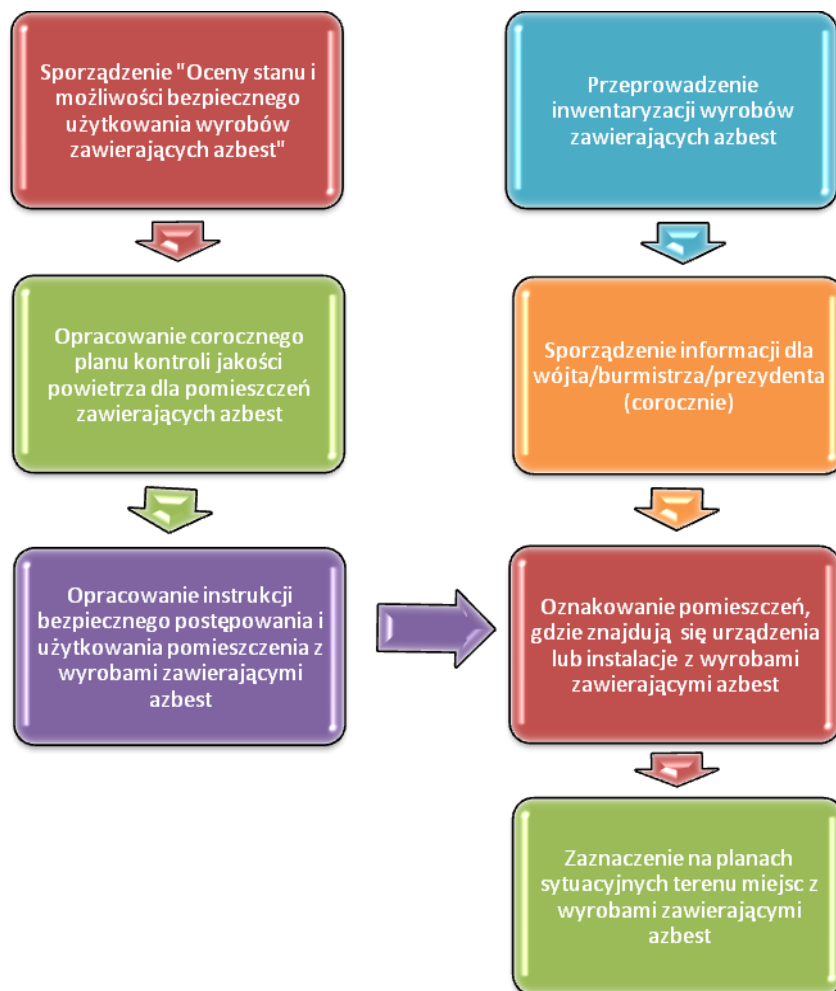 Sporządzenie "Oceny stanu i
możliwości bezpiecznego
użytkowania wyrobów
zawierających azbest"
Opracowanie corocznego
planu kontroli jakości
powietrza dla pomieszczeń
zawierających azbest
Opracowanie instrukcji
bezpiecznego postępowania i
użytkowania pomieszczenia z
wyrobami zawierającymi
azbest
Przeprowadzenie
inwentaryzacji wyrobów
zawierających azbest
Sporządzenie informacji dla
wójta/burmistrza/prezydenta
(corocznie)
Oznakowanie pomieszczeń,
gdzie znajdują się urządzenia
lub instalacje z wyrobami
zawierającymi azbest
Zaznaczenie na planach
sytuacyjnych terenu miejsc z
wyrobami zawierającymi
azbest